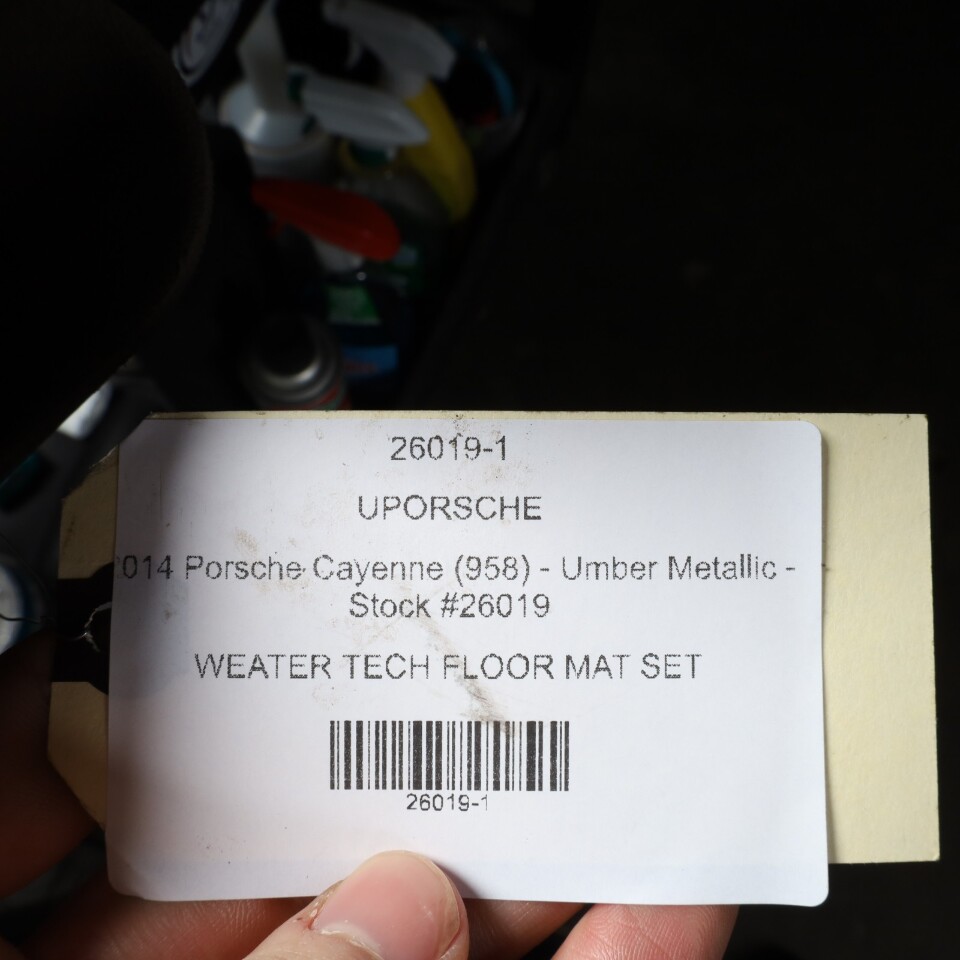 26019-1
UPORSCHE
014 Porsche Cayenne (958) - Umber Metallic -
Stock #26019
WEATER TECH FLOOR MAT SET
26019-1